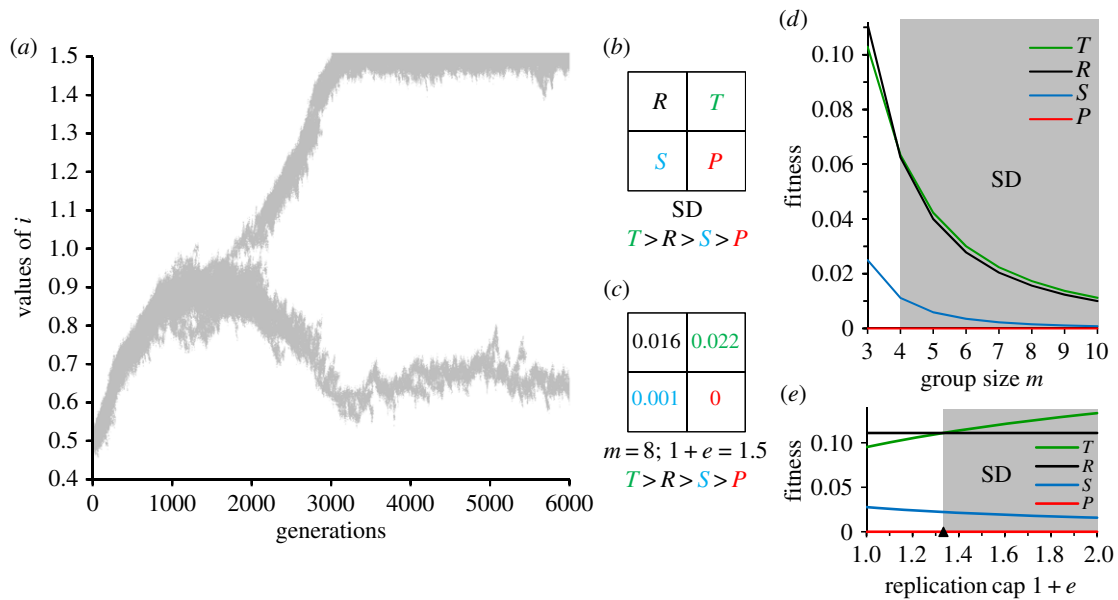 (a)
values of i
1.5
1.4
1.3
1.2
1.1
1.0
0.9
0.8
0.7
0.6
0.5
0.4
0 1000 2000 3000 4000 5000 6000
generations
(b)
R T
S P
SD
T > R > S > P
(c)
0.016 0.022
0.001 0
m = 8; 1 + e = 1.5
T > R > S > P
(d)
fitness
0.10
0.08
0.06
0.04
0.02
0
T
R
S
P
SD
3 4 5 6 7 8 9 10
group size m
(e)
fitness
0.10
0.05
0
SD
T
R
S
P
1.0 1.2 1.4 1.6 1.8 2.0
replication cap 1 + e